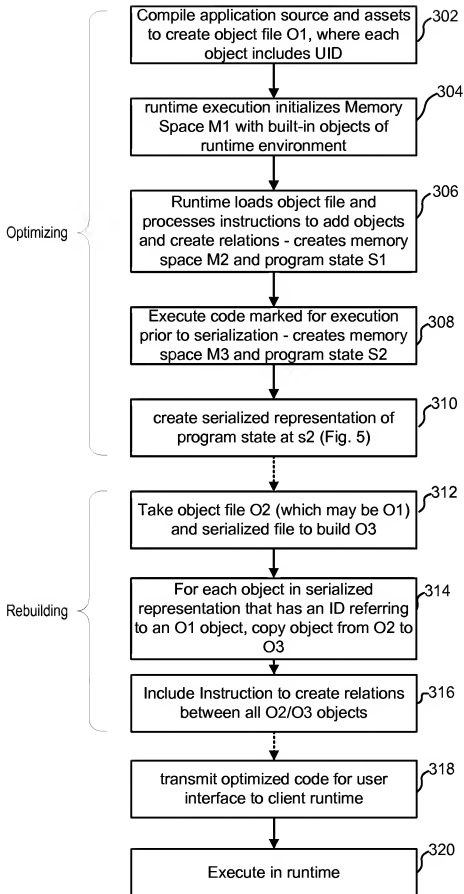 Compile application source and assets
to create object file O1, where each
object includes UID
302
runtime execution initializes Memory
Space M1 with built-in objects of
runtime environment
304
Runtime loads object file and
processes instructions to add objects
and create relations - creates memory
space M2 and program state S1
306
Optimizing
Execute code marked for execution
prior to serialization - creates memory
space M3 and program state S2
308
create serialized representation of
program state at s2 (Fig. 5)
310
Take object file O2 (which may be O1)
and serialized file to build O3
312
For each object in serialized
representation that has an ID referring
to an O1 object, copy object from O2 to
O3
314
Rebuilding
Include Instruction to create relations
between all O2/O3 objects
316
transmit optimized code for user
interface to client runtime
318
Execute in runtime
320